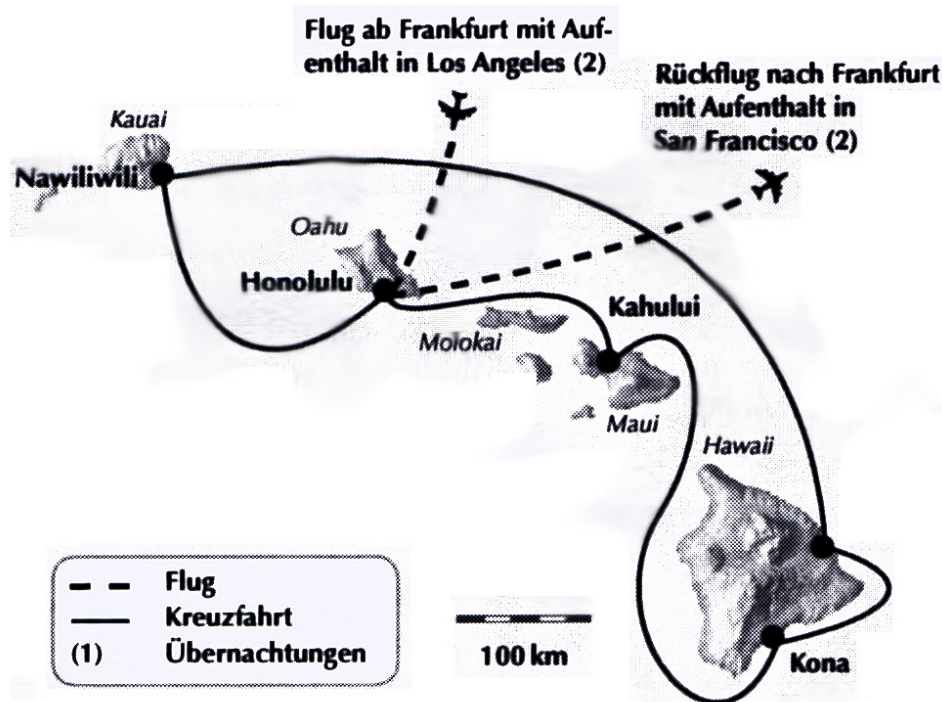 Flug ab Frankfurt mit Auf-
enthalt in Los Angeles (2)
Rückflug nach Frankfurt
mit Aufenthalt in
San Francisco (2)
Kauai
Nawiliwili
Oahu
Honolulu
Kahului
Molokai
Maui
Hawaii
Kona
Flug
Kreuzfahrt
(1) Übernachtungen
100 km